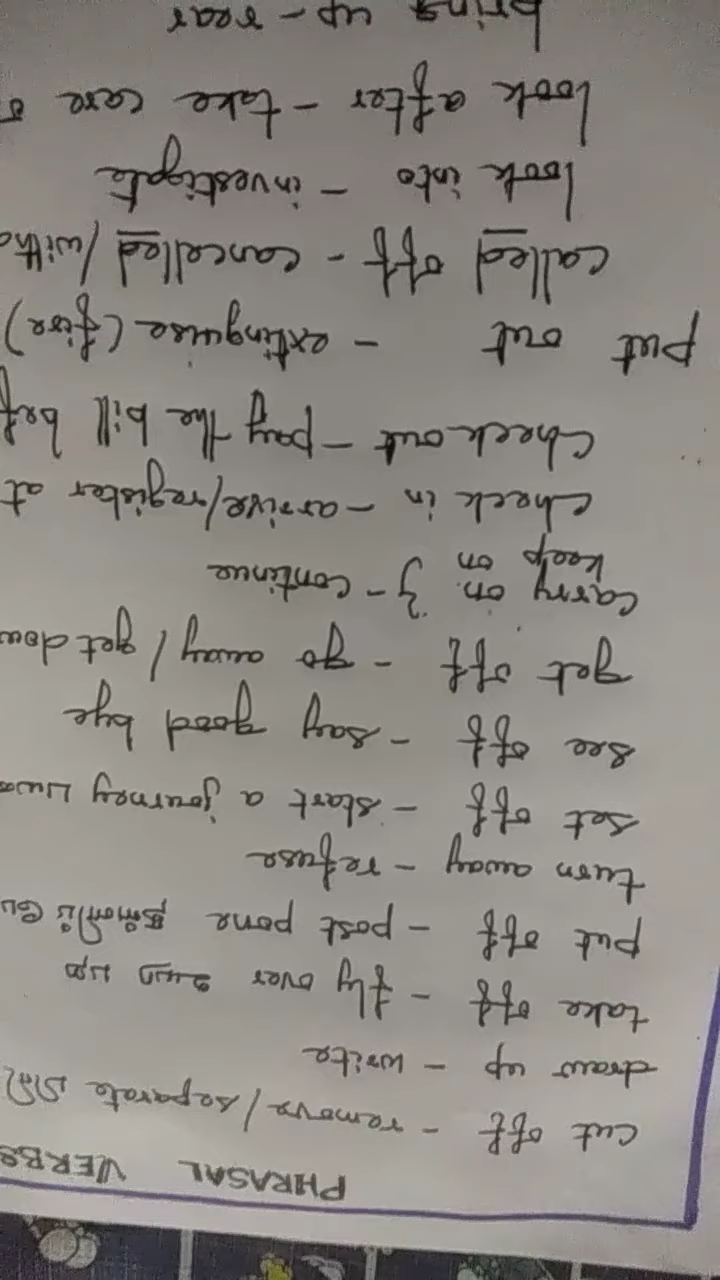 PHRASAL VERBS
cut off - remove/separate
draw up - write
take off - fly over உயர பற
put off - post pone
turn away - refuse
set off - start a journey
see off - say good bye
get off - go away / get dow
carry on } - continue
keep on
check in - arrive/register at
check out - pay the bill bef
put out - extinguise (fire)
called off - cancelled/witho
look into - investigate
look after - take care o
bring up - rear